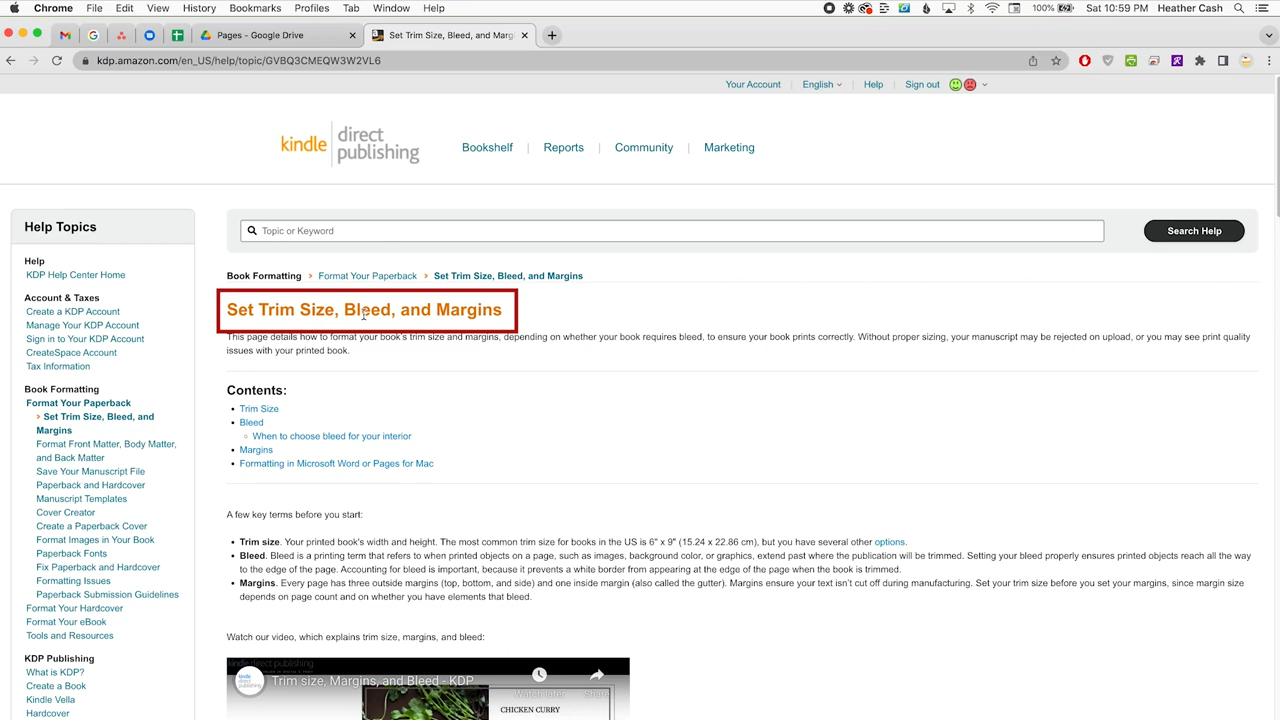 Chrome File Edit View History Bookmarks Profiles Tab Window Help 100% Sat 10:59 PM Heather Cash
Pages - Google Drive Set Trim Size, Bleed, and Marg
kdp.amazon.com/en_US/help/topic/GVBQ3CMEQW3W2VL6
Your Account English Help Sign out
kindle direct publishing
Bookshelf Reports Community Marketing
Help Topics
Help
KDP Help Center Home
Account & Taxes
Create a KDP Account
Manage Your KDP Account
Sign in to Your KDP Account
CreateSpace Account
Tax Information
Book Formatting
Format Your Paperback
› Set Trim Size, Bleed, and
Margins
Format Front Matter, Body Matter,
and Back Matter
Save Your Manuscript File
Paperback and Hardcover
Manuscript Templates
Cover Creator
Create a Paperback Cover
Format Images in Your Book
Paperback Fonts
Fix Paperback and Hardcover
Formatting Issues
Paperback Submission Guidelines
Format Your Hardcover
Format Your eBook
Tools and Resources
KDP Publishing
What is KDP?
Create a Book
Kindle Vella
Hardcover
Topic or Keyword Search Help
Book Formatting › Format Your Paperback › Set Trim Size, Bleed, and Margins
Set Trim Size, Bleed, and Margins
This page details how to format your book's trim size and margins, depending on whether your book requires bleed, to ensure your book prints correctly. Without proper sizing, your manuscript may be rejected on upload, or you may see print quality
issues with your printed book.
Contents:
• Trim Size
• Bleed
○ When to choose bleed for your interior
• Margins
• Formatting in Microsoft Word or Pages for Mac
A few key terms before you start:
• Trim size. Your printed book's width and height. The most common trim size for books in the US is 6" x 9" (15.24 x 22.86 cm), but you have several other options.
• Bleed. Bleed is a printing term that refers to when printed objects on a page, such as images, background color, or graphics, extend past where the publication will be trimmed. Setting your bleed properly ensures printed objects reach all the way
to the edge of the page. Accounting for bleed is important, because it prevents a white border from appearing at the edge of the page when the book is trimmed.
• Margins. Every page has three outside margins (top, bottom, and side) and one inside margin (also called the gutter). Margins ensure your text isn't cut off during manufacturing. Set your trim size before you set your margins, since margin size
depends on page count and on whether you have elements that bleed.
Watch our video, which explains trim size, margins, and bleed:
kindle direct publishing
Trim size, Margins, and Bleed - KDP
Watch later Share
CHICKEN CURRY